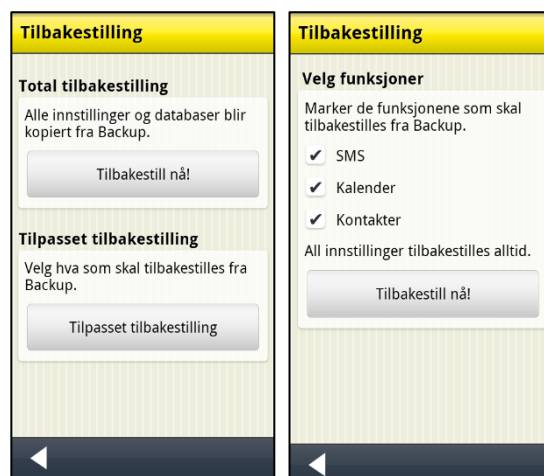 Tilbakestilling
Total tilbakestilling
Alle innstillinger og databaser blir
kopiert fra Backup.
Tilbakestill nå!
Tilpasset tilbakestilling
Velg hva som skal tilbakestilles fra
Backup.
Tilpasset tilbakestilling
Tilbakestilling
Velg funksjoner
Marker de funksjonene som skal
tilbakestilles fra Backup.
SMS
Kalender
Kontakter
All innstillinger tilbakestilles alltid.
Tilbakestill nå!